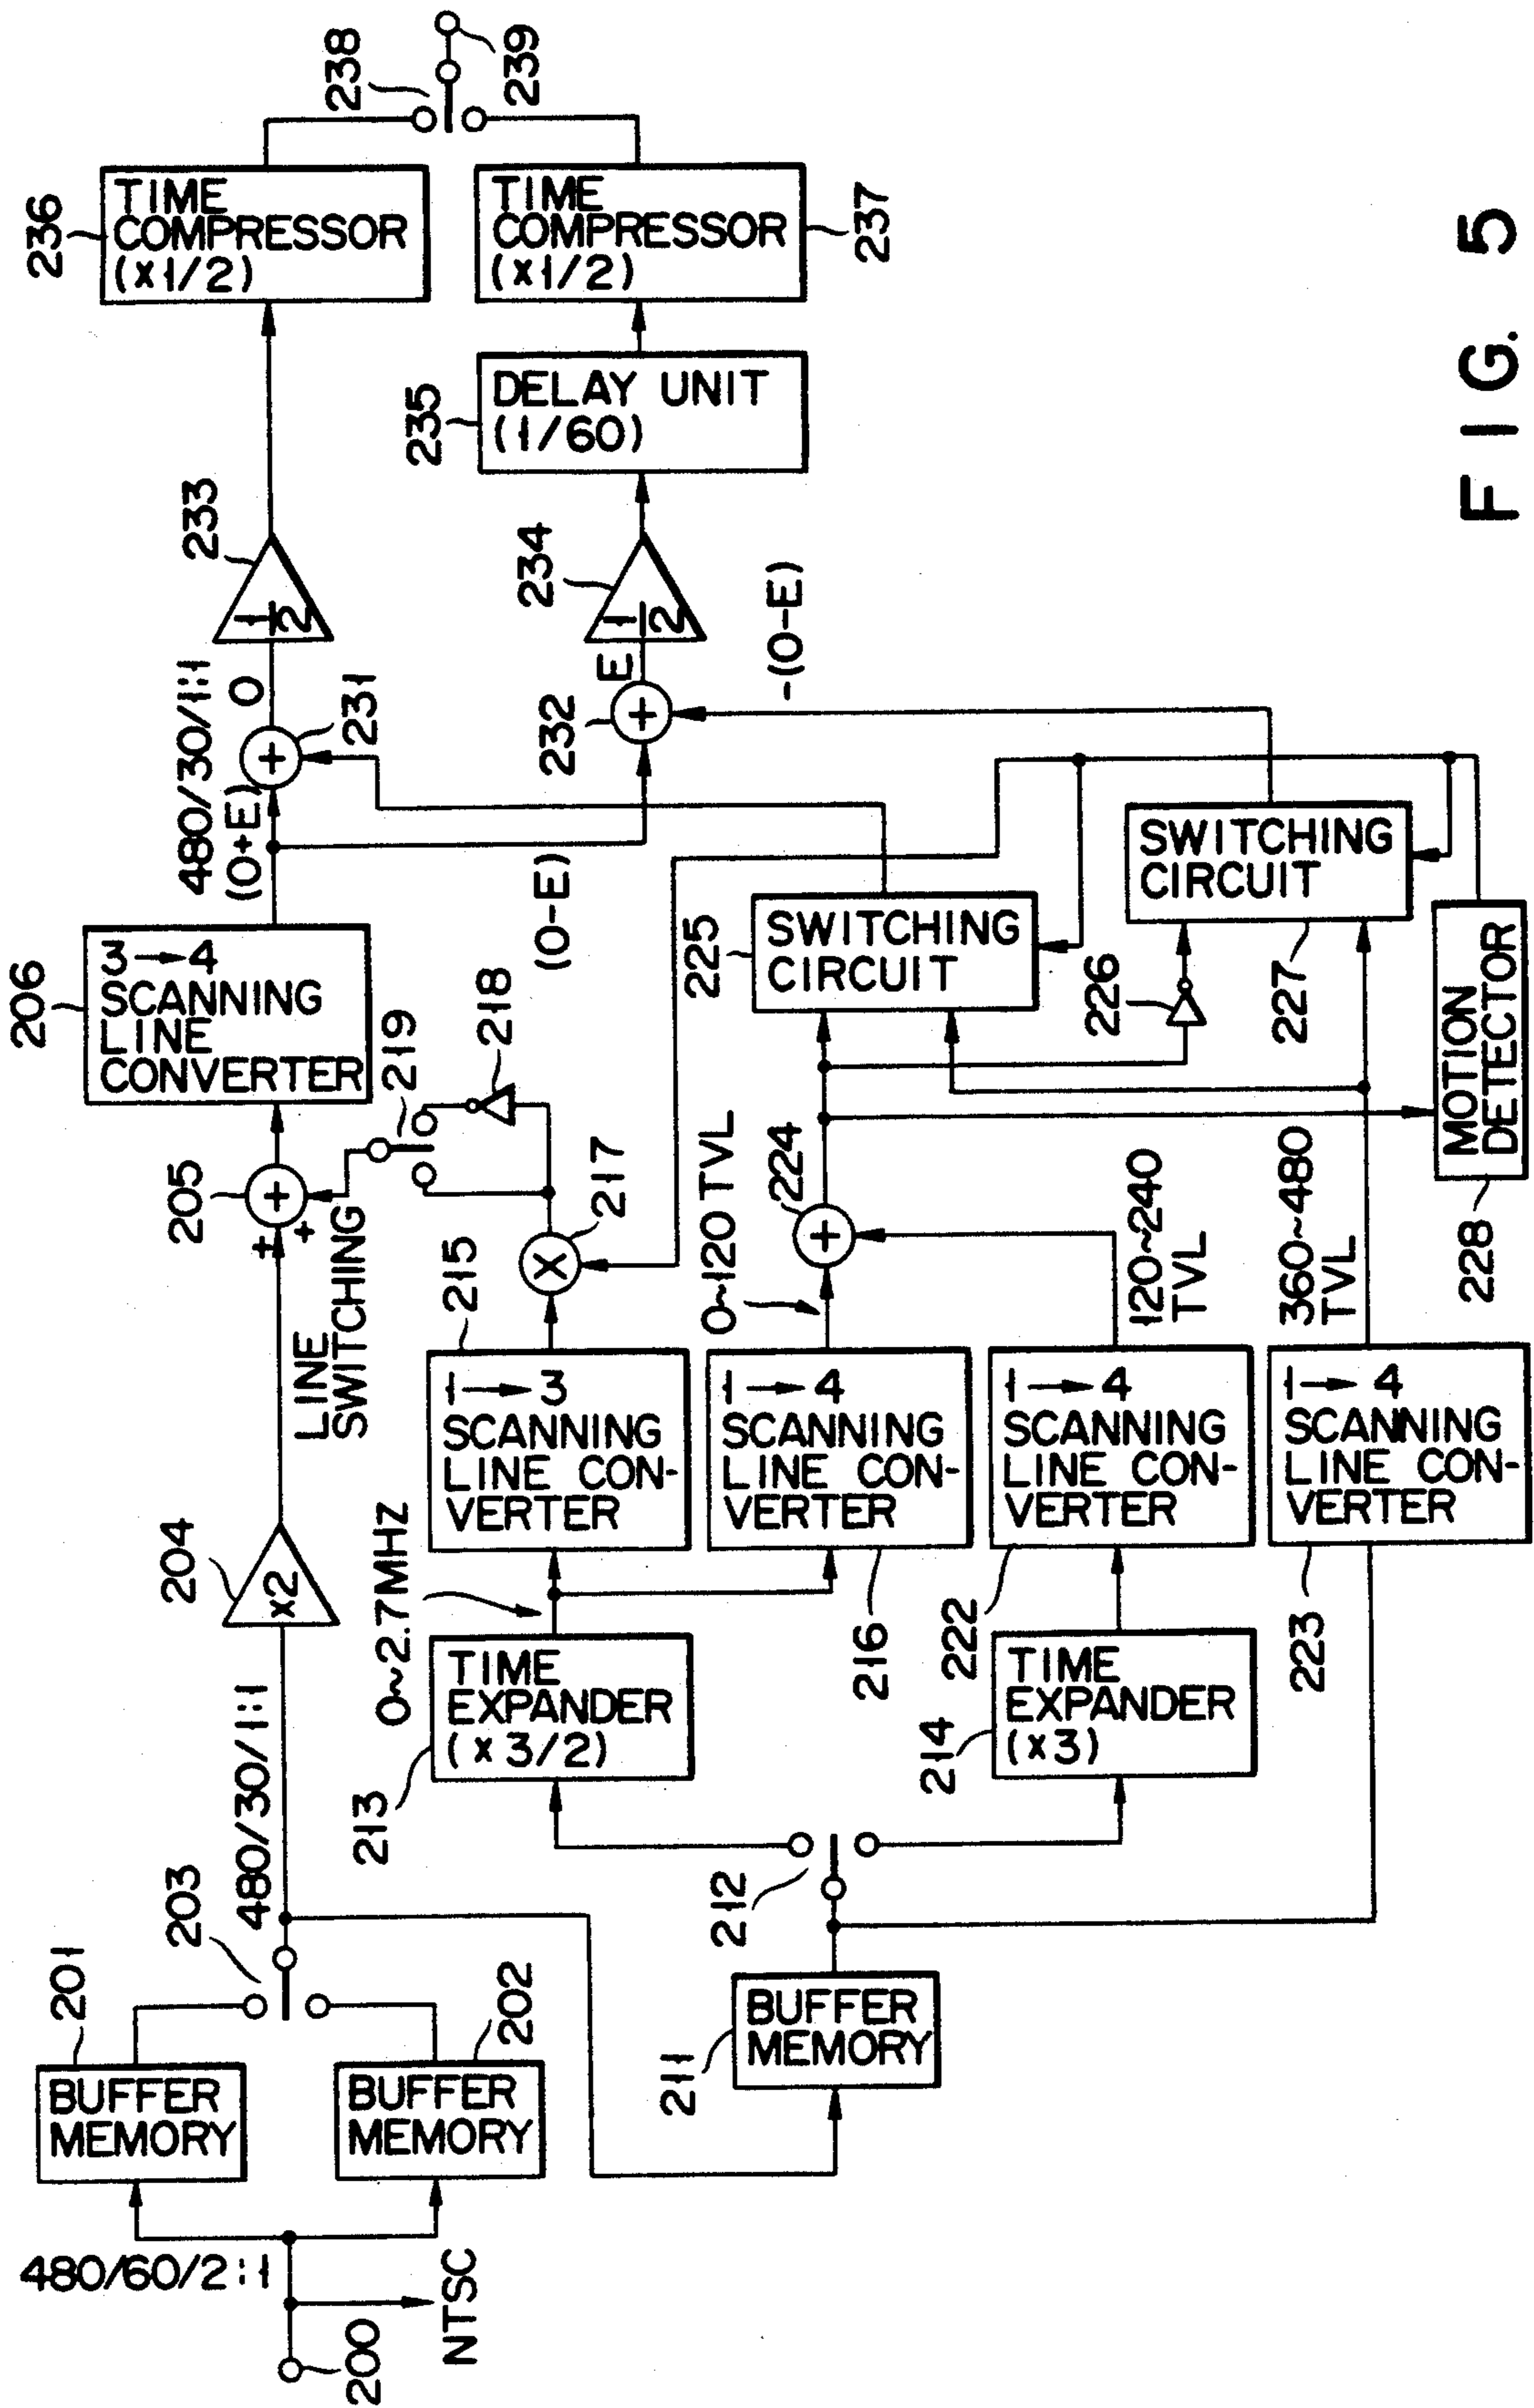 480/60/2:1
200
NTSC
201
BUFFER
MEMORY
BUFFER
MEMORY
202
203
480/30/1:1
204
×2
LINE
SWITCHING
205
+
+
+
206
3→4
SCANNING
LINE
CONVERTER
480/30/1:1
(O+E)
O
+
231
233
1/2
236
TIME
COMPRESSOR
(×1/2)
238
239
TIME
COMPRESSOR
(×1/2)
237
235
DELAY UNIT
(1/60)
234
1/2
E
232
+
-(O-E)
(O-E)
219
218
217
×
215
1→3
SCANNING
LINE CON-
VERTER
0~2.7MHZ
TIME
EXPANDER
(×3/2)
213
211
BUFFER
MEMORY
212
214
TIME
EXPANDER
(×3)
216
1→4
SCANNING
LINE CON-
VERTER
0~120 TVL
224
+
222
1→4
SCANNING
LINE CON-
VERTER
120~240
TVL
223
1→4
SCANNING
LINE CON-
VERTER
360~480
TVL
225
SWITCHING
CIRCUIT
226
227
SWITCHING
CIRCUIT
228
MOTION
DETECTOR
FIG. 5